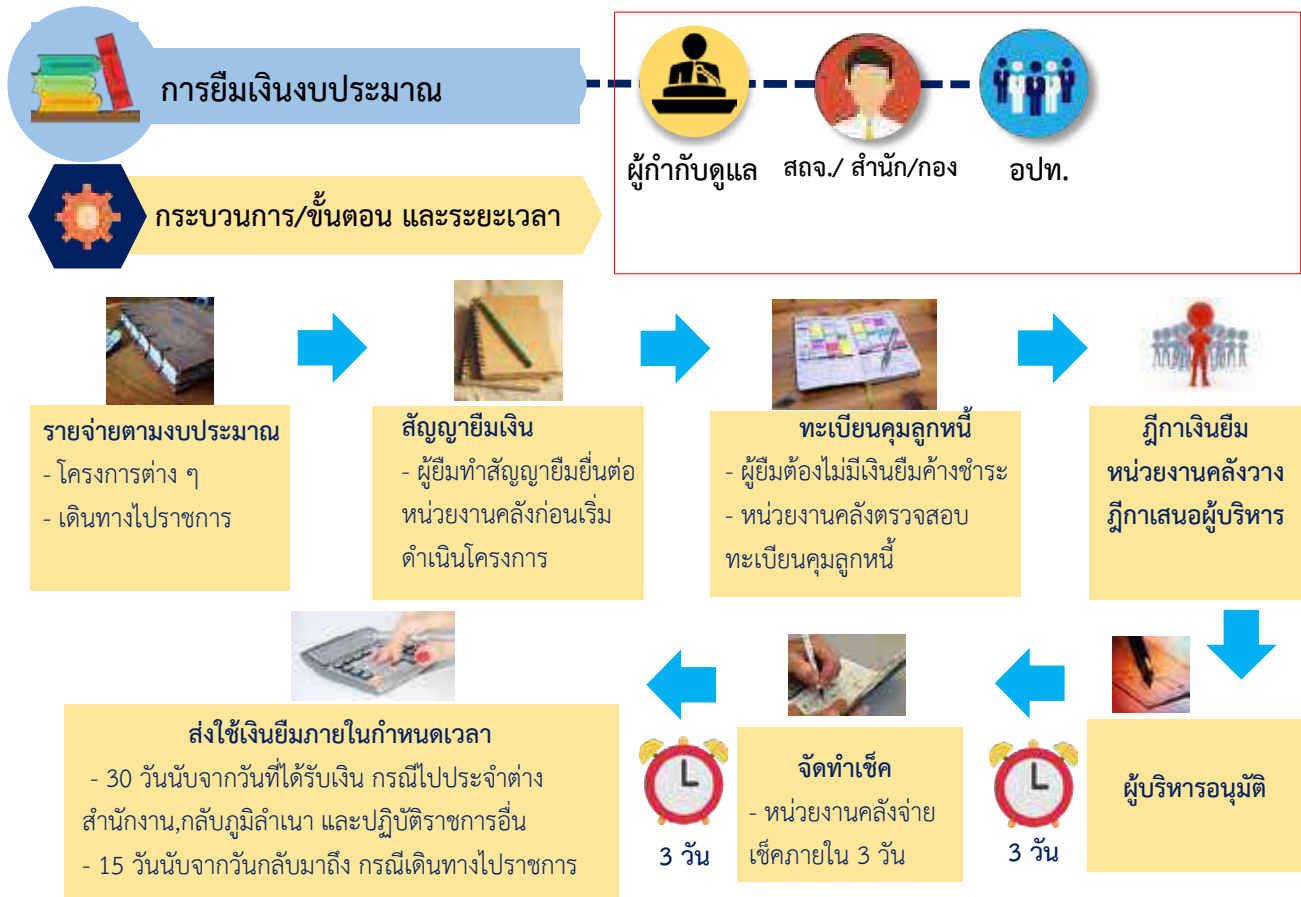 การยืมเงินงบประมาณ
ผู้กำกับดูแล
สถจ./ สำนัก/กอง
อปท.
กระบวนการ/ขั้นตอน และระยะเวลา
รายจ่ายตามงบประมาณ
- โครงการต่าง ๆ
- เดินทางไปราชการ
สัญญายืมเงิน
- ผู้ยืมทำสัญญายืมยื่นต่อ
หน่วยงานคลังก่อนเริ่ม
ดำเนินโครงการ
ทะเบียนคุมลูกหนี้
- ผู้ยืมต้องไม่มีเงินยืมค้างชำระ
- หน่วยงานคลังตรวจสอบ
ทะเบียนคุมลูกหนี้
ฎีกาเงินยืม
หน่วยงานคลังวาง
ฎีกาเสนอผู้บริหาร
ผู้บริหารอนุมัติ
3 วัน
จัดทำเช็ค
- หน่วยงานคลังจ่าย
เช็คภายใน 3 วัน
3 วัน
ส่งใช้เงินยืมภายในกำหนดเวลา
- 30 วันนับจากวันที่ได้รับเงิน กรณีไปประจำต่าง
สำนักงาน,กลับภูมิลำเนา และปฏิบัติราชการอื่น
- 15 วันนับจากวันกลับมาถึง กรณีเดินทางไปราชการ